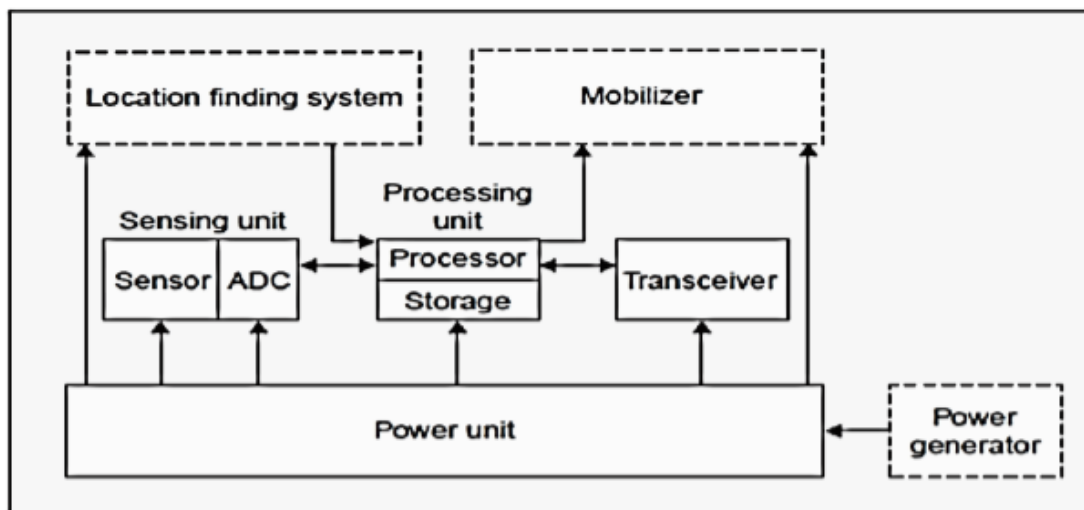 Location finding system
Mobilizer
Sensing unit
Processing
unit
Sensor
ADC
Processor
Storage
Transceiver
Power unit
Power
generator